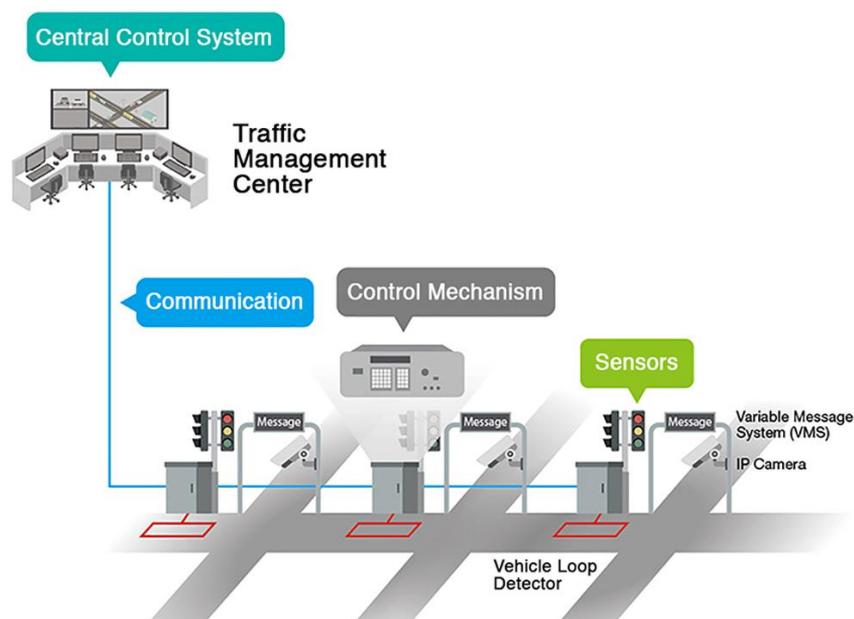 Central Control System
Traffic
Management
Center
Communication
Control Mechanism
Sensors
Message
Message
Message
Variable Message
System (VMS)
IP Camera
Vehicle Loop
Detector